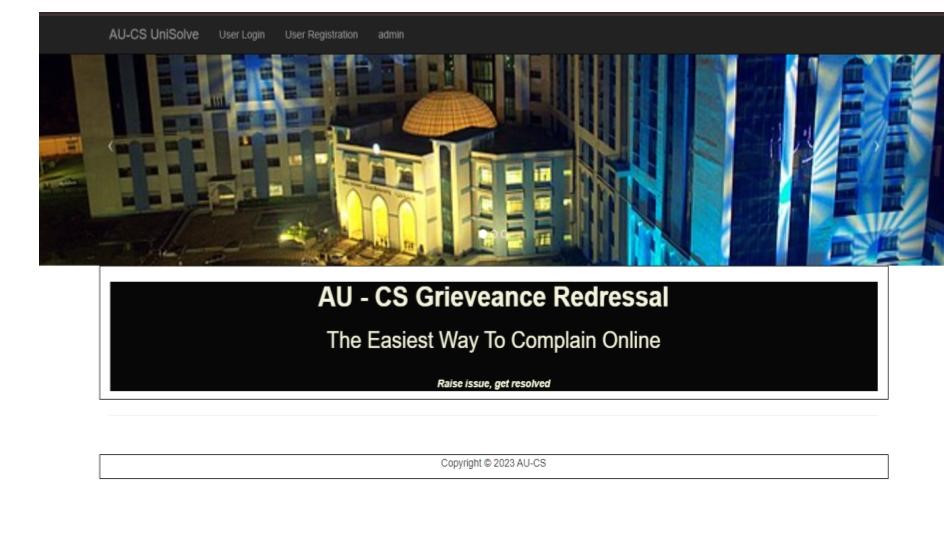 AU-CS UniSolve User Login User Registration admin
AU - CS Grieveance Redressal
The Easiest Way To Complain Online
Raise issue, get resolved
Copyright © 2023 AU-CS